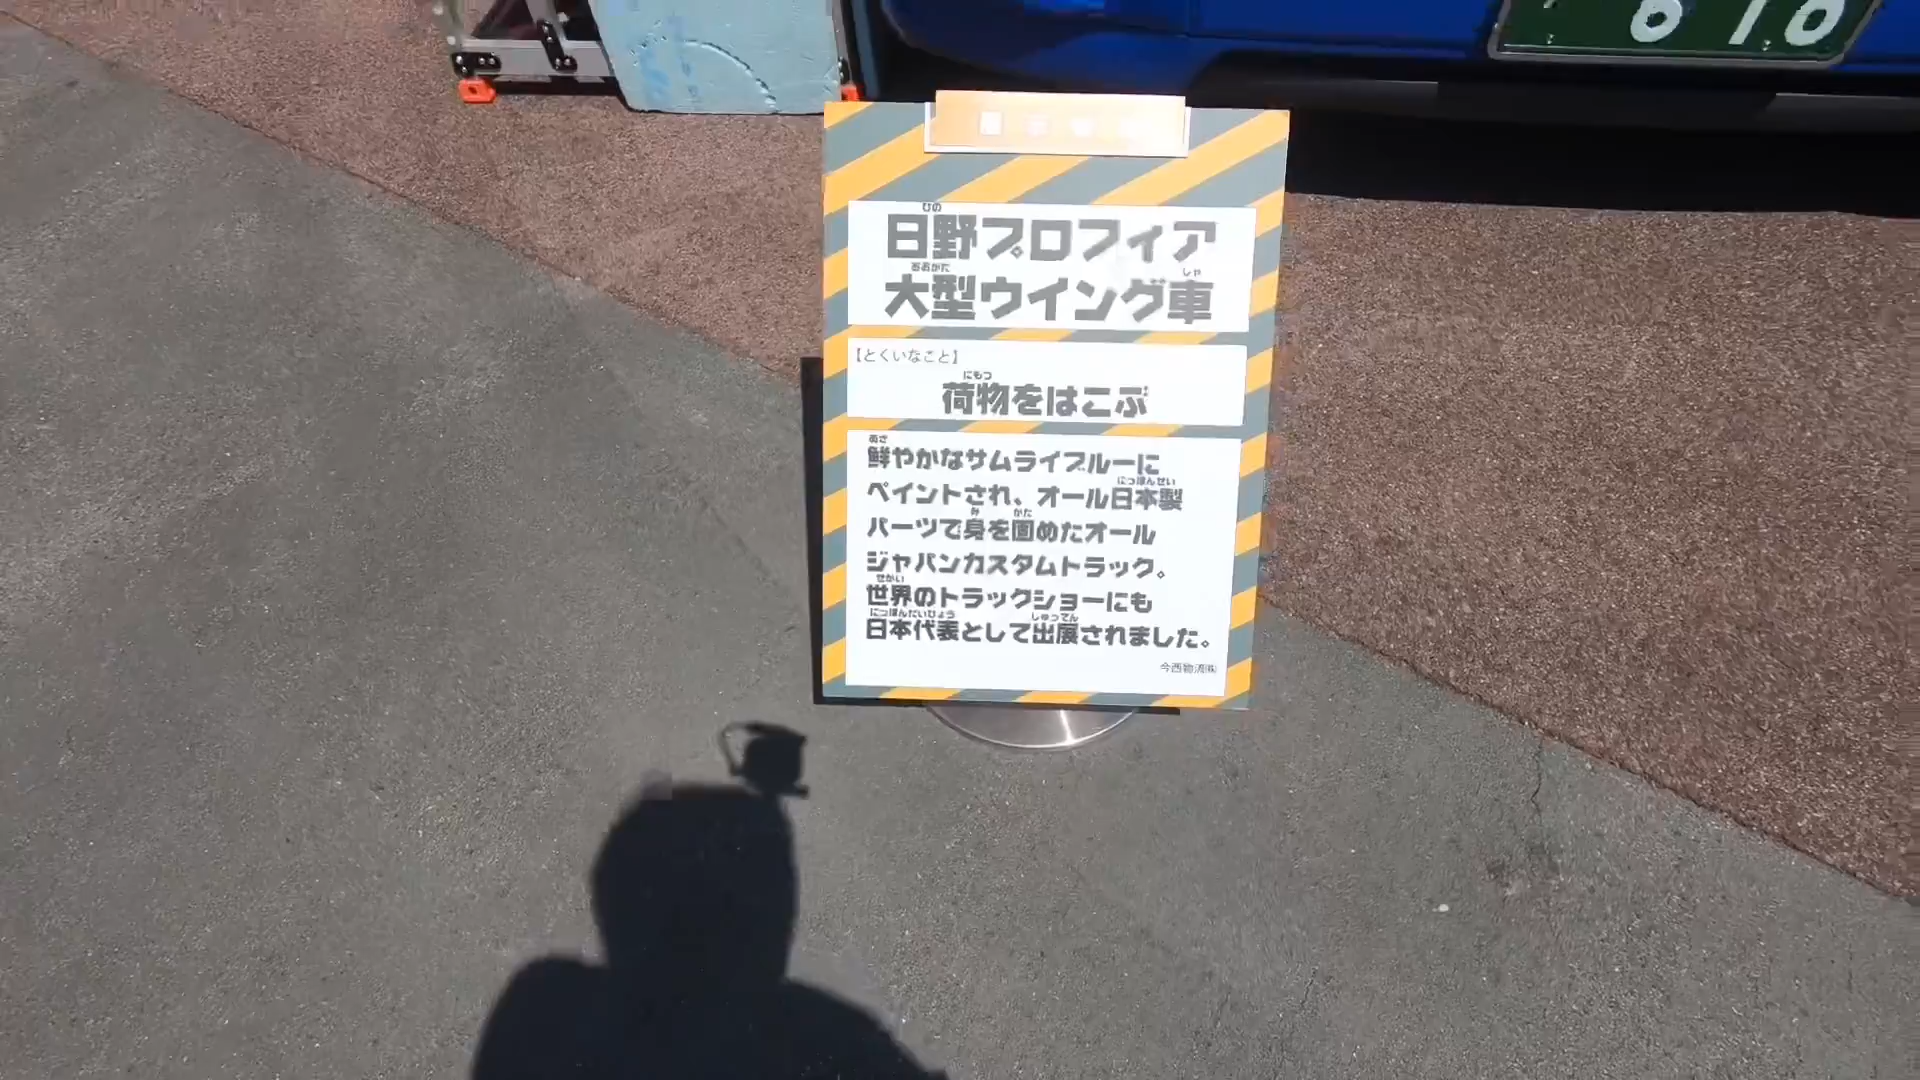 日野プロフィア
大型ウイング車
【とくいなこと】
荷物をはこぶ
鮮やかなサムライブルーに
ペイントされ、オール日本製
パーツで身を固めたオール
ジャパンカスタムトラック。
世界のトラックショーにも
日本代表として出展されました。
今西物流㈱